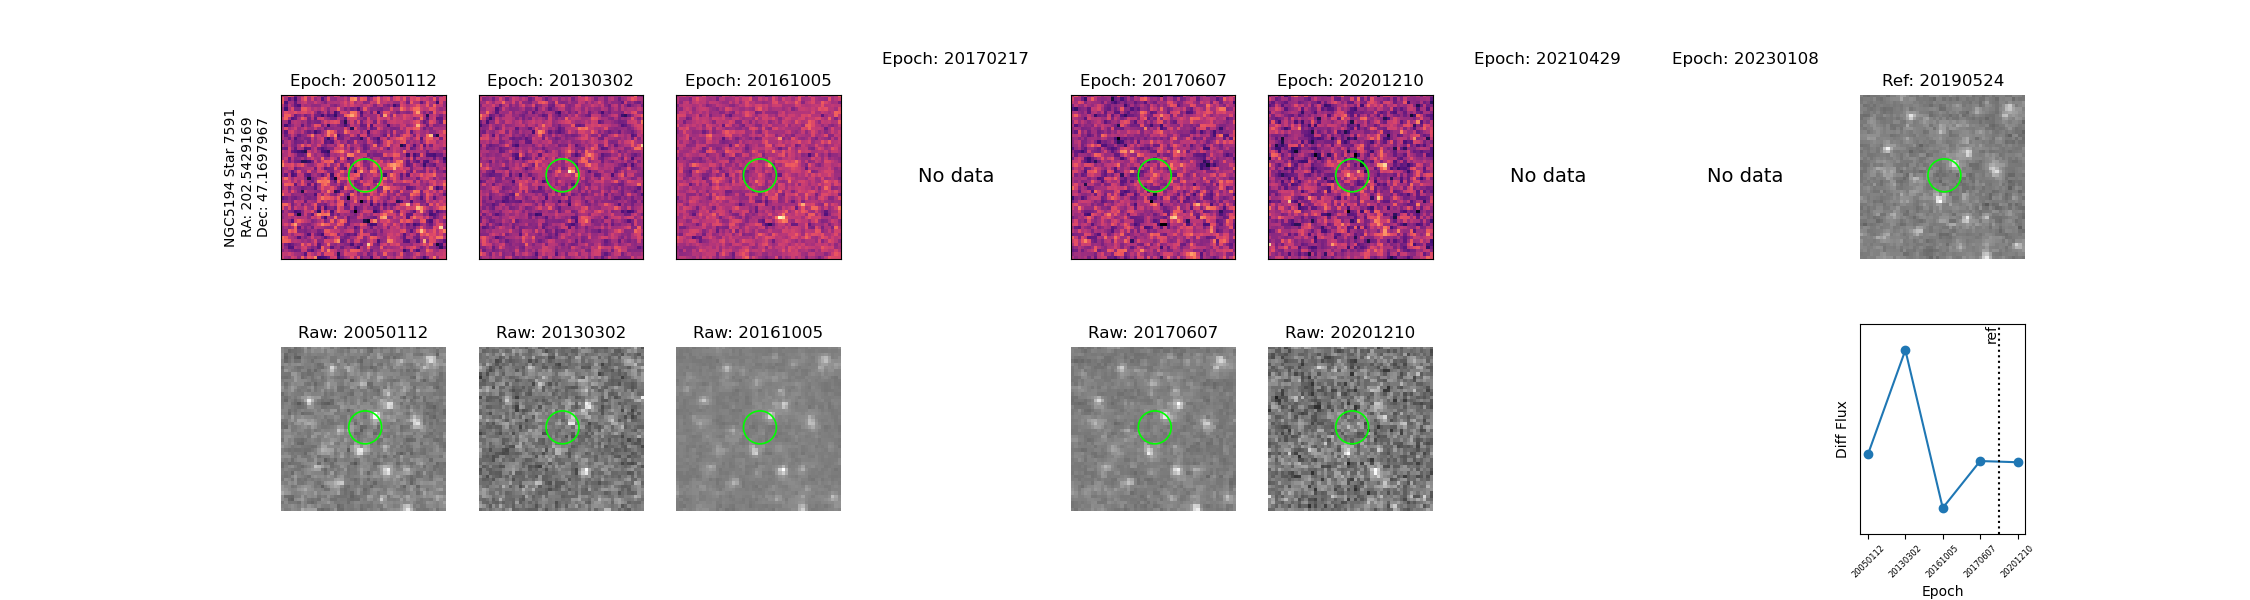 Epoch: 20170217
Epoch: 20210429
Epoch: 20230108
Epoch: 20050112
Epoch: 20130302
Epoch: 20161005
Epoch: 20170607
Epoch: 20201210
Ref: 20190524
NGC5194 Star 7591
RA: 202.5429169
Dec: 47.1697967
No data
No data
No data
Raw: 20050112
Raw: 20130302
Raw: 20161005
Raw: 20170607
Raw: 20201210
ref
Diff Flux
20050112
20130302
20161005
20170607
20201210
Epoch